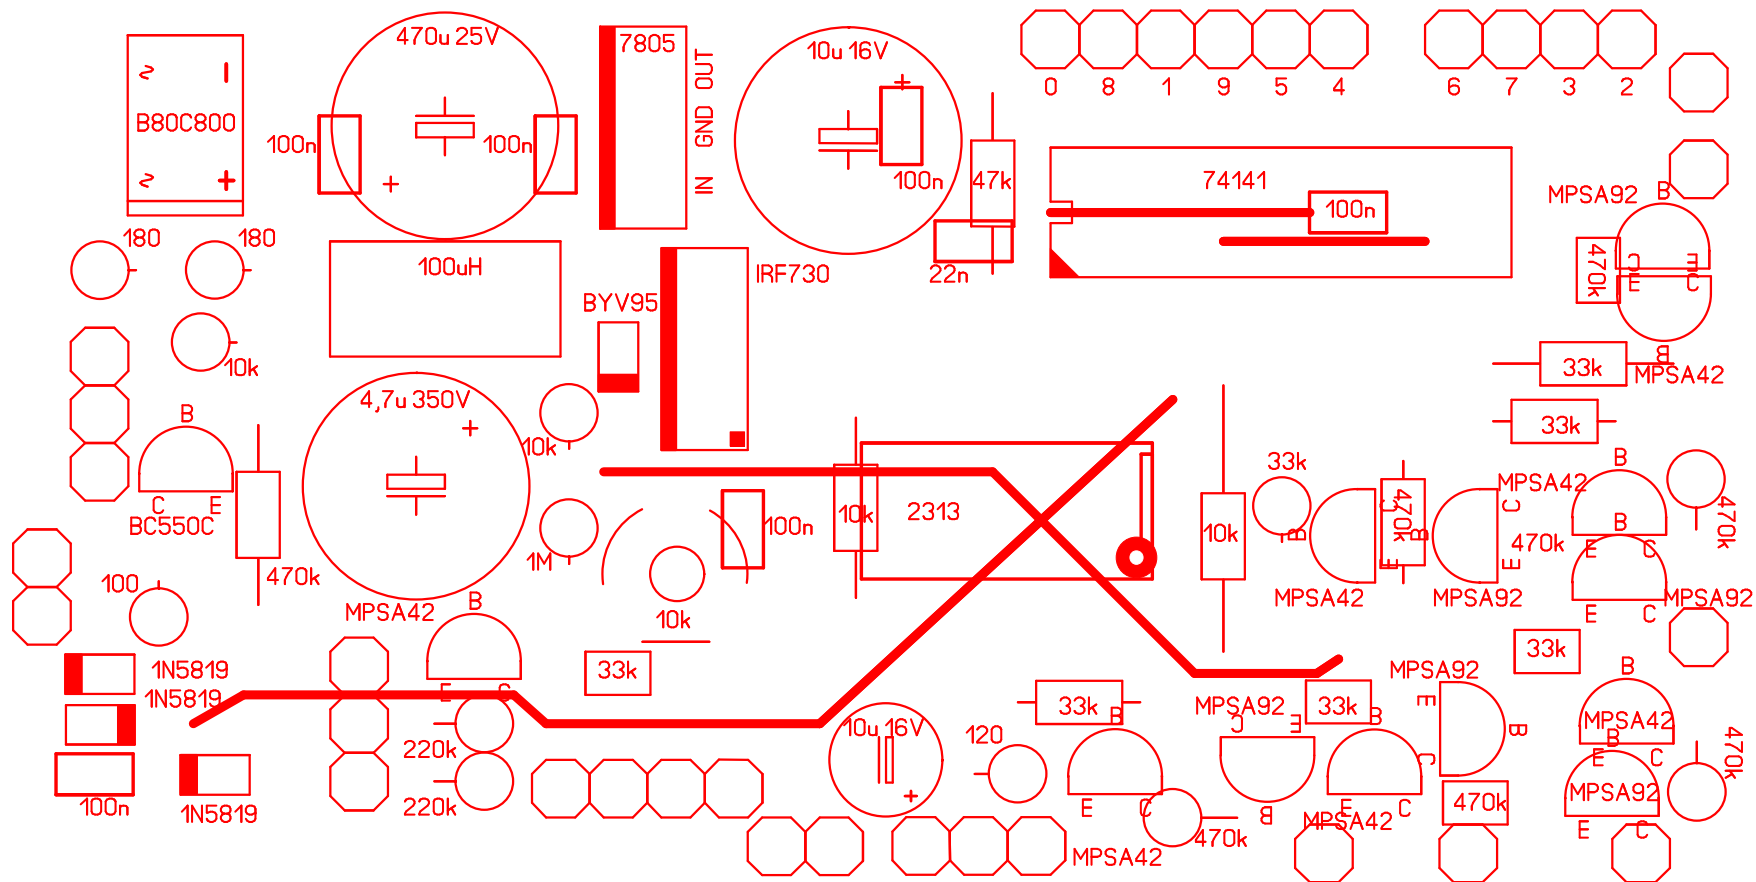 470u 25V
7805
10u 16V
IN GND OUT
0 8 1 9 5 4
6 7 3 2
B80C800
100n
100n
100n
47k
74141
100n
MPSA92
B
470k
C E
E C
B
MPSA42
180
180
100uH
IRF730
22n
BYV95
10k
33k
4,7u 350V
33k
B
C E
BC550C
10k
470k
1M
100n
10k
2313
10k
33k
B
C
E
MPSA42
470k
B
C
E
MPSA92
MPSA42
B
E C
470k
470k
B
E C
MPSA92
100
MPSA42
B
E C
10k
33k
33k
1N5819
1N5819
1N5819
100n
220k
220k
10u 16V
120
33k
B
E C
MPSA42
470k
MPSA92
C E
B
33k
B
E C
MPSA42
MPSA92
E
B
C
470k
B
MPSA42
E C
B
MPSA92
E C
470k